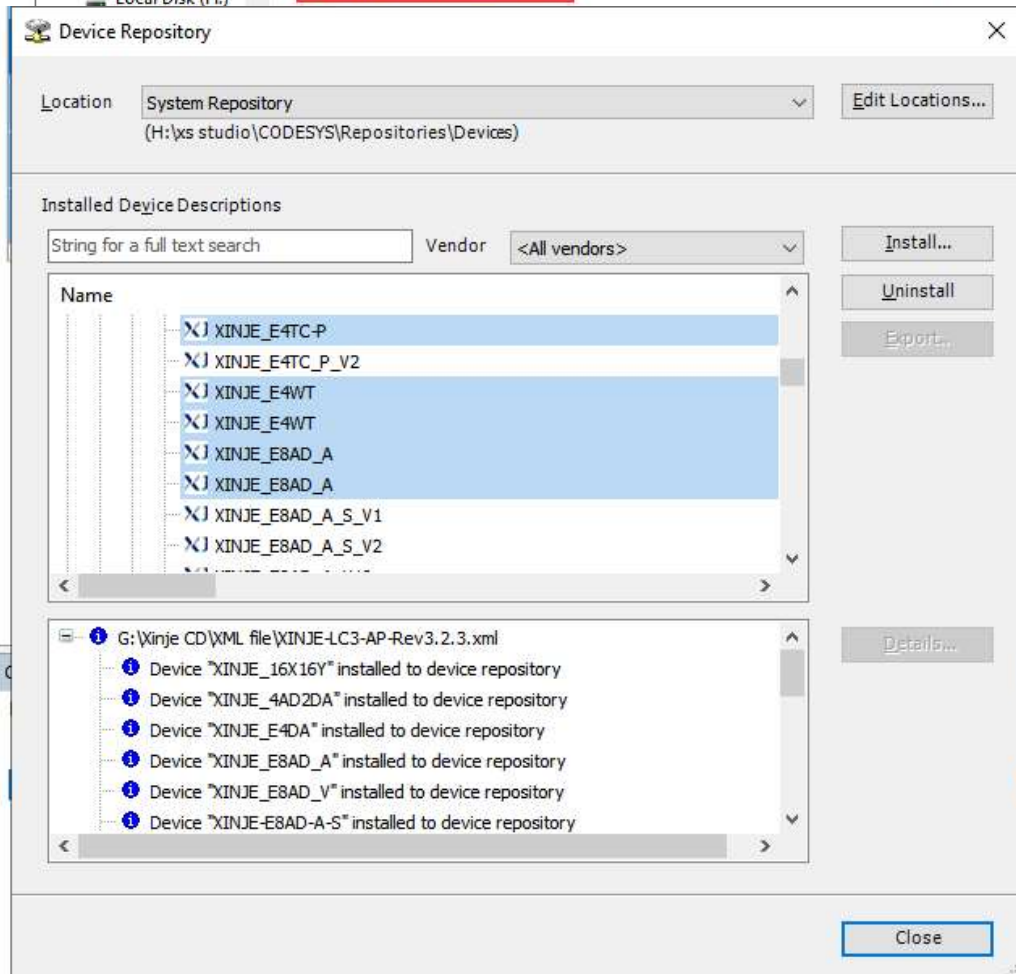 Local Disk (H:)
Device Repository
Location
System Repository
Edit Locations...
(H:\xs studio\CODESYS\Repositories\Devices)
Installed Device Descriptions
String for a full text search
Vendor
<All vendors>
Install...
Name
Uninstall
XINJE_E4TC-P
Export...
XINJE_E4TC_P_V2
XINJE_E4WT
XINJE_E4WT
XINJE_E8AD_A
XINJE_E8AD_A
XINJE_E8AD_A_S_V1
XINJE_E8AD_A_S_V2
G:\Xinje CD\XML file\XINJE-LC3-AP-Rev3.2.3.xml
Details...
Device "XINJE_16X16Y" installed to device repository
Device "XINJE_4AD2DA" installed to device repository
Device "XINJE_E4DA" installed to device repository
Device "XINJE_E8AD_A" installed to device repository
Device "XINJE_E8AD_V" installed to device repository
Device "XINJE-E8AD-A-S" installed to device repository
Close